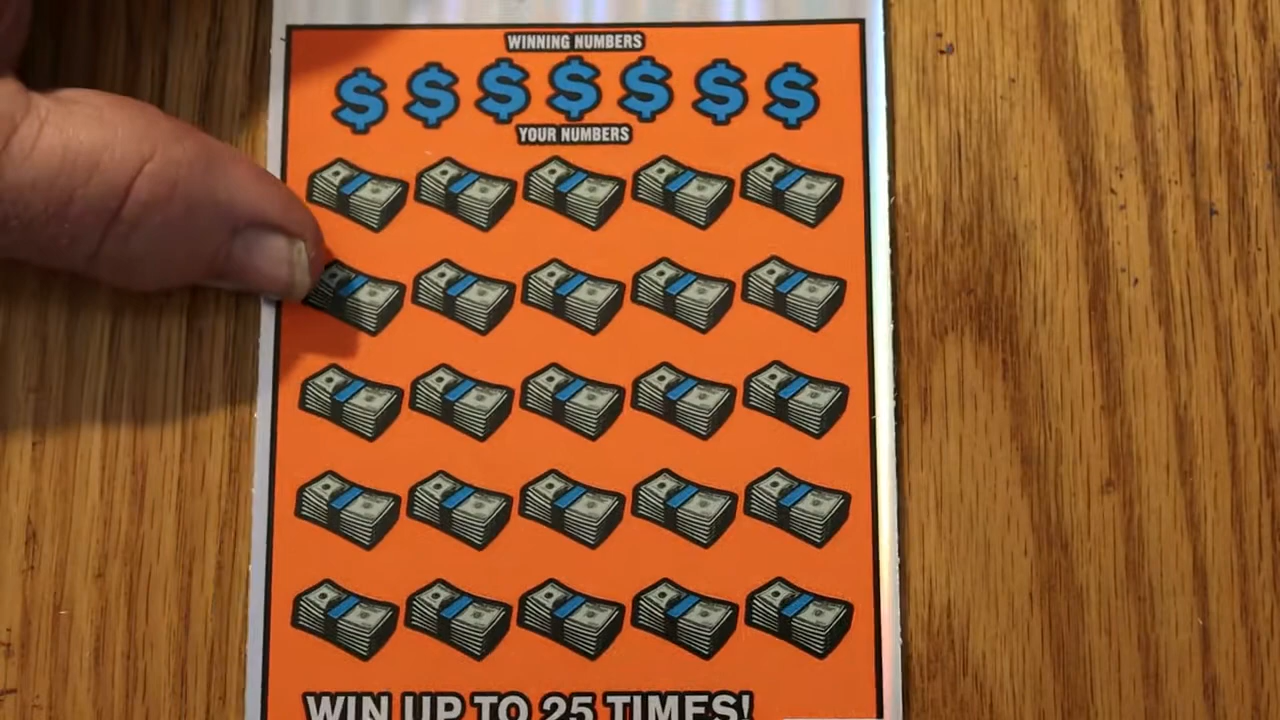 WINNING NUMBERS
$ $ $ $ $ $ $
YOUR NUMBERS
WIN UP TO 25 TIMES!